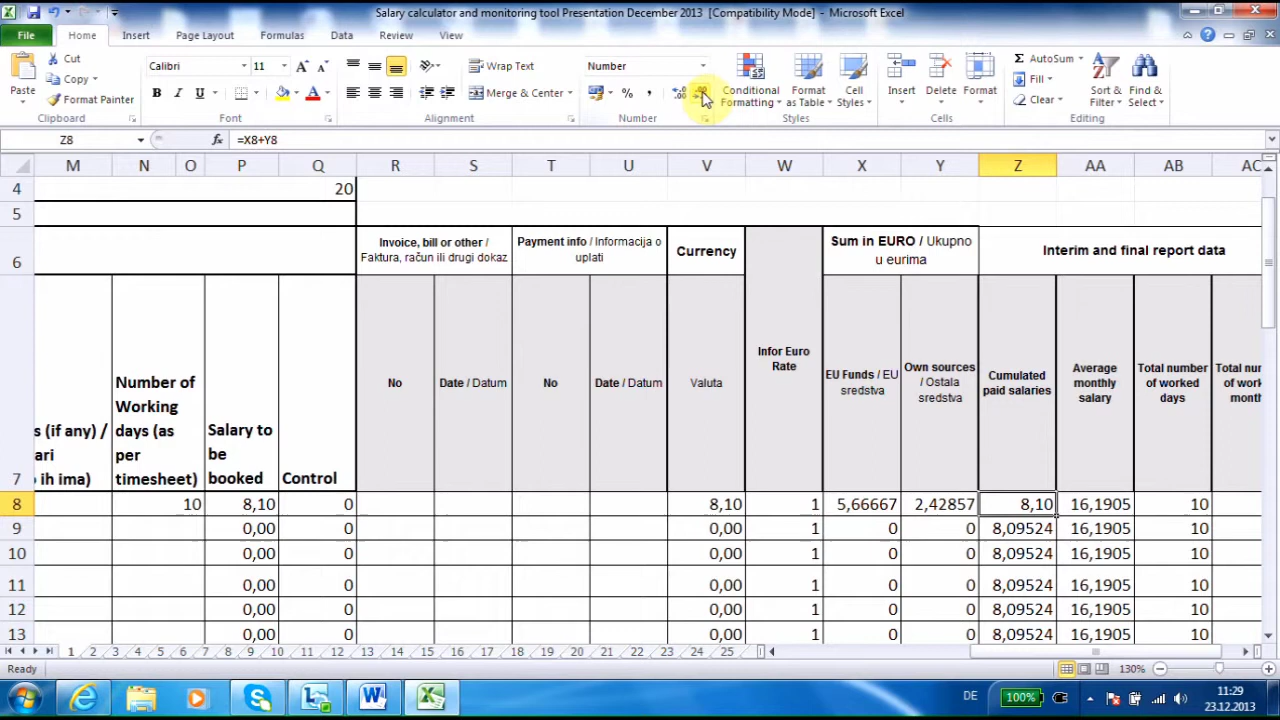 Salary calculator and monitoring tool Presentation December 2013 [Compatibility Mode] - Microsoft Excel
File Home Insert Page Layout Formulas Data Review View
Paste Cut Copy Format Painter
Calibri 11
Wrap Text
Merge & Center
Number
Conditional Formatting
Format as Table
Cell Styles
Insert Delete Format
AutoSum Fill Clear
Sort & Filter
Find & Select
Clipboard Font Alignment Number Styles Cells Editing
Z8 fx =X8+Y8
M N O P Q R S T U V W X Y Z AA AB AC
4 20
5
6
Invoice, bill or other /
Faktura, račun ili drugi dokaz
Payment info / Informacija o
uplati
Currency
Sum in EURO / Ukupno
u eurima
Interim and final report data
7
s (if any) /
ari
o ih ima)
Number of
Working
days (as
per
timesheet)
Salary to
be
booked
Control
No
Date / Datum
No
Date / Datum
Valuta
Infor Euro
Rate
EU Funds / EU
sredstva
Own sources
/ Ostala
sredstva
Cumulated
paid salaries
Average
monthly
salary
Total number
of worked
days
Total num
of work
month
8 10 8,10 0 8,10 1 5,66667 2,42857 8,10 16,1905 10
9 0,00 0 0,00 1 0 0 8,09524 16,1905 10
10 0,00 0 0,00 1 0 0 8,09524 16,1905 10
11 0,00 0 0,00 1 0 0 8,09524 16,1905 10
12 0,00 0 0,00 1 0 0 8,09524 16,1905 10
13 0,00 0 0,00 1 0 0 8,09524 16,1905 10
1 2 3 4 5 6 7 8 9 10 11 12 13 14 15 16 17 18 19 20 21 22 23 24 25
Ready 130%
DE 100% 11:29
23.12.2013